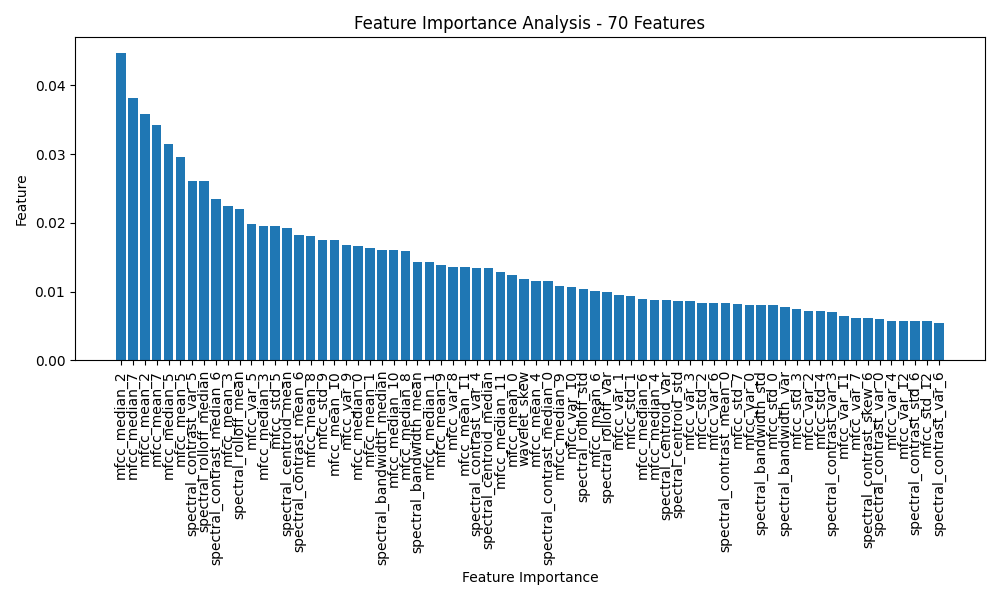 Feature Importance Analysis - 70 Features
Feature
0.04
0.03
0.02
0.01
0.00
mfcc_median_2
mfcc_median_7
mfcc_mean_2
mfcc_mean_7
mfcc_median_5
mfcc_mean_5
spectral_contrast_var_5
spectral_rolloff_median
spectral_contrast_median_6
mfcc_mean_3
spectral_rolloff_mean
mfcc_var_5
mfcc_median_3
mfcc_std_5
spectral_centroid_mean
spectral_contrast_mean_6
mfcc_mean_8
mfcc_std_9
mfcc_mean_10
mfcc_var_9
mfcc_median_0
mfcc_mean_1
spectral_bandwidth_median
mfcc_median_10
mfcc_median_8
spectral_bandwidth_mean
mfcc_median_1
mfcc_mean_9
mfcc_var_8
mfcc_mean_11
spectral_contrast_var_4
spectral_centroid_median
mfcc_median_11
mfcc_mean_0
wavelet_skew
mfcc_mean_4
spectral_contrast_median_0
mfcc_median_9
mfcc_var_10
spectral_rolloff_std
mfcc_mean_6
spectral_rolloff_var
mfcc_var_1
mfcc_std_1
mfcc_median_6
mfcc_median_4
spectral_centroid_var
spectral_centroid_std
mfcc_var_3
mfcc_std_2
mfcc_var_6
spectral_contrast_mean_0
mfcc_std_7
mfcc_var_0
spectral_bandwidth_std
mfcc_std_0
spectral_bandwidth_var
mfcc_std_3
mfcc_var_2
mfcc_std_4
spectral_contrast_var_3
mfcc_var_11
mfcc_var_7
spectral_contrast_skew_6
spectral_contrast_var_0
mfcc_var_4
mfcc_var_12
spectral_contrast_std_6
mfcc_std_12
spectral_contrast_var_6
Feature Importance